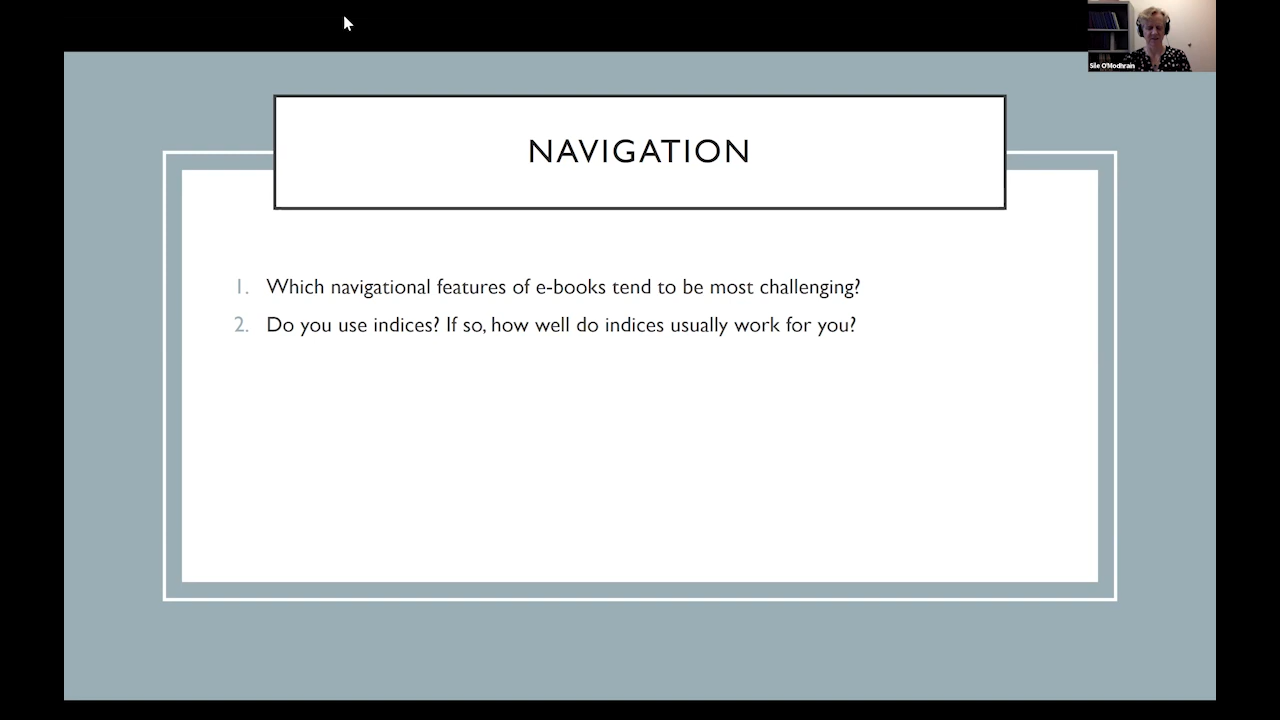 Sile O'Modhrain
NAVIGATION
1. Which navigational features of e-books tend to be most challenging?
2. Do you use indices? If so, how well do indices usually work for you?